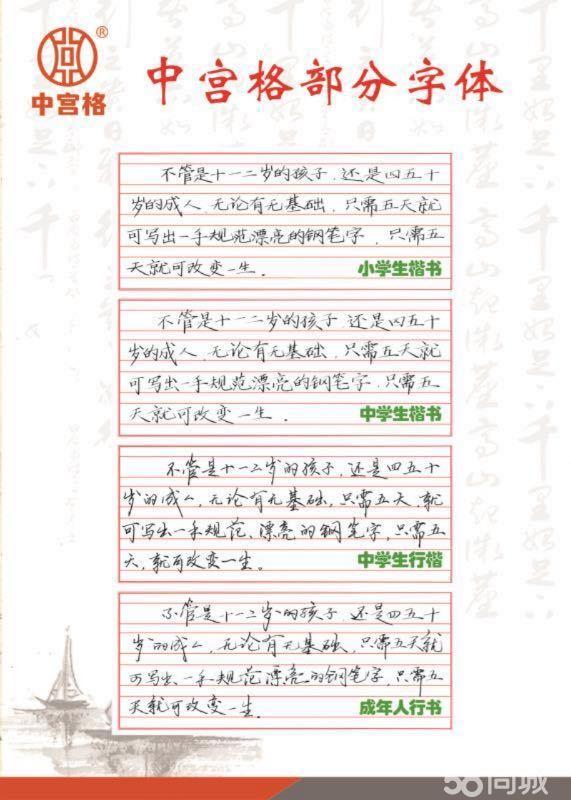 ®
中宫格
中宫格部分字体
不管是十一二岁的孩子,还是四五十
岁的成人,无论有无基础,只需五天就
可写出一手规范漂亮的钢笔字,只需五
天就可改变一生.
小学生楷书
不管是十一二岁的孩子,还是四五十
岁的成人,无论有无基础,只需五天就
可写出一手规范漂亮的钢笔字,只需五
天就可改变一生.
中学生楷书
不管是十一二岁的孩子,还是四五十
岁的成人,无论有无基础,只需五天,就
可写出一手规范、漂亮的钢笔字,只需五
天,就可改变一生.
中学生行楷
不管是十一二岁的孩子,还是四五十
岁的成人,无论有无基础,只需五天就
可写出一手规范漂亮的钢笔字,只需五
天就可改变一生.
成年人行书
58同城